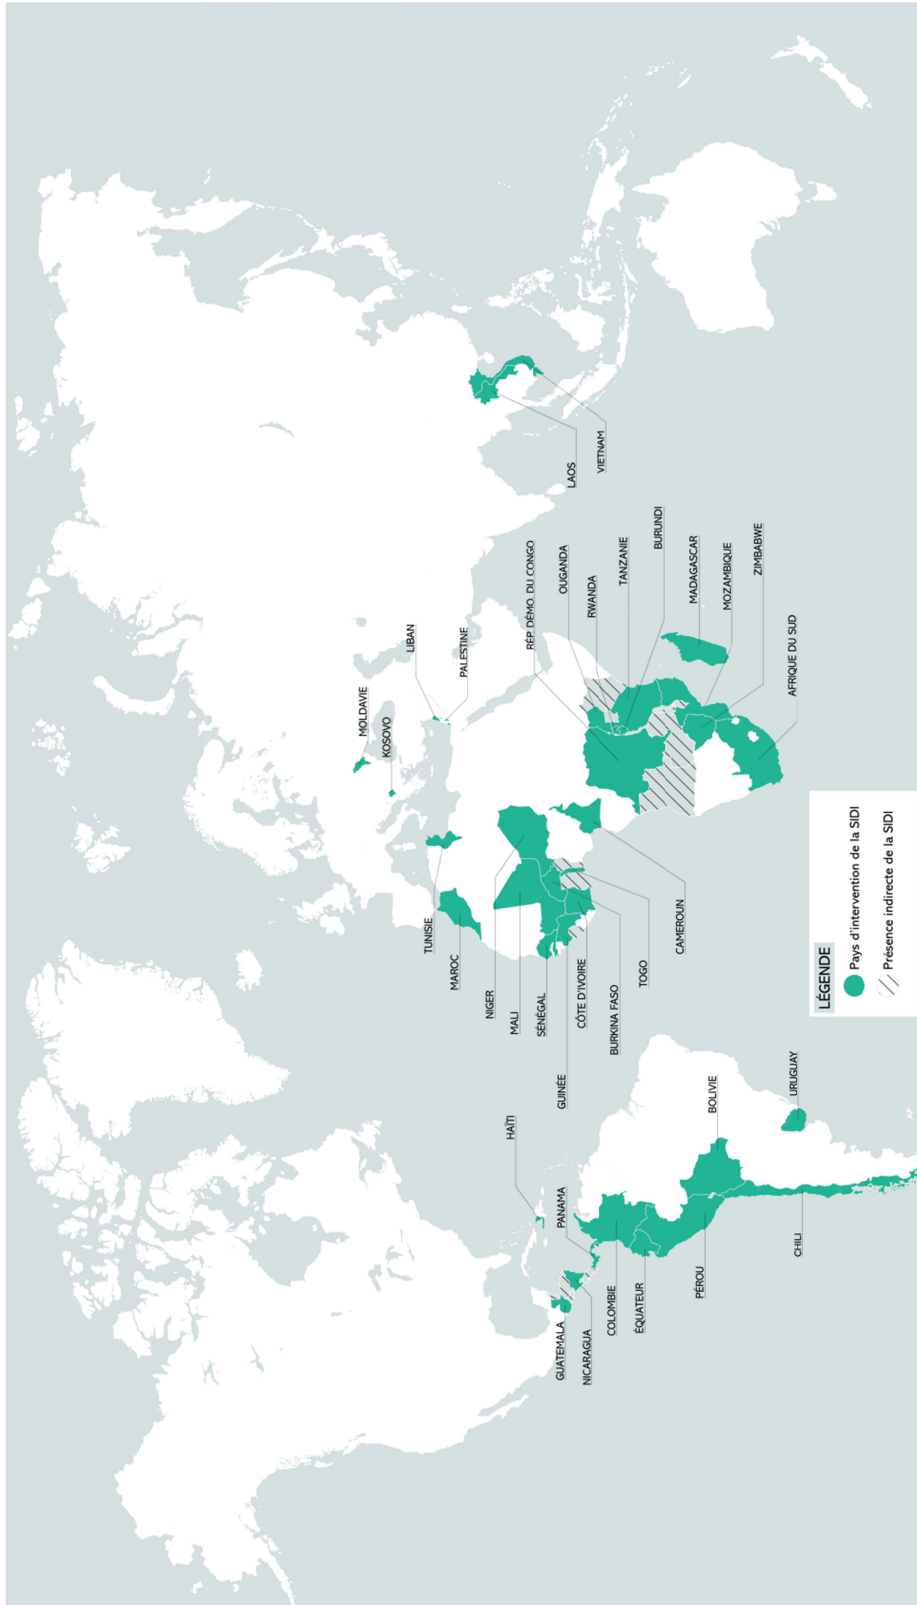 MOLDAVIE
KOSOVO
LIBAN
PALESTINE
TUNISIE
MAROC
NIGER
MALI
SÉNÉGAL
GUINÉE
CÔTE D'IVOIRE
BURKINA FASO
TOGO
CAMEROUN
RÉP. DÉMO. DU CONGO
OUGANDA
RWANDA
TANZANIE
BURUNDI
MADAGASCAR
MOZAMBIQUE
ZIMBABWE
AFRIQUE DU SUD
LAOS
VIETNAM
HAÏTI
PANAMA
GUATEMALA
NICARAGUA
COLOMBIE
ÉQUATEUR
PÉROU
BOLIVIE
CHILI
URUGUAY
LÉGENDE
Pays d'intervention de la SIDI
Présence indirecte de la SIDI